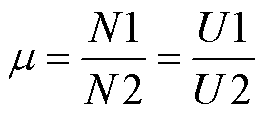 μ = N1/N2 = U1/U2